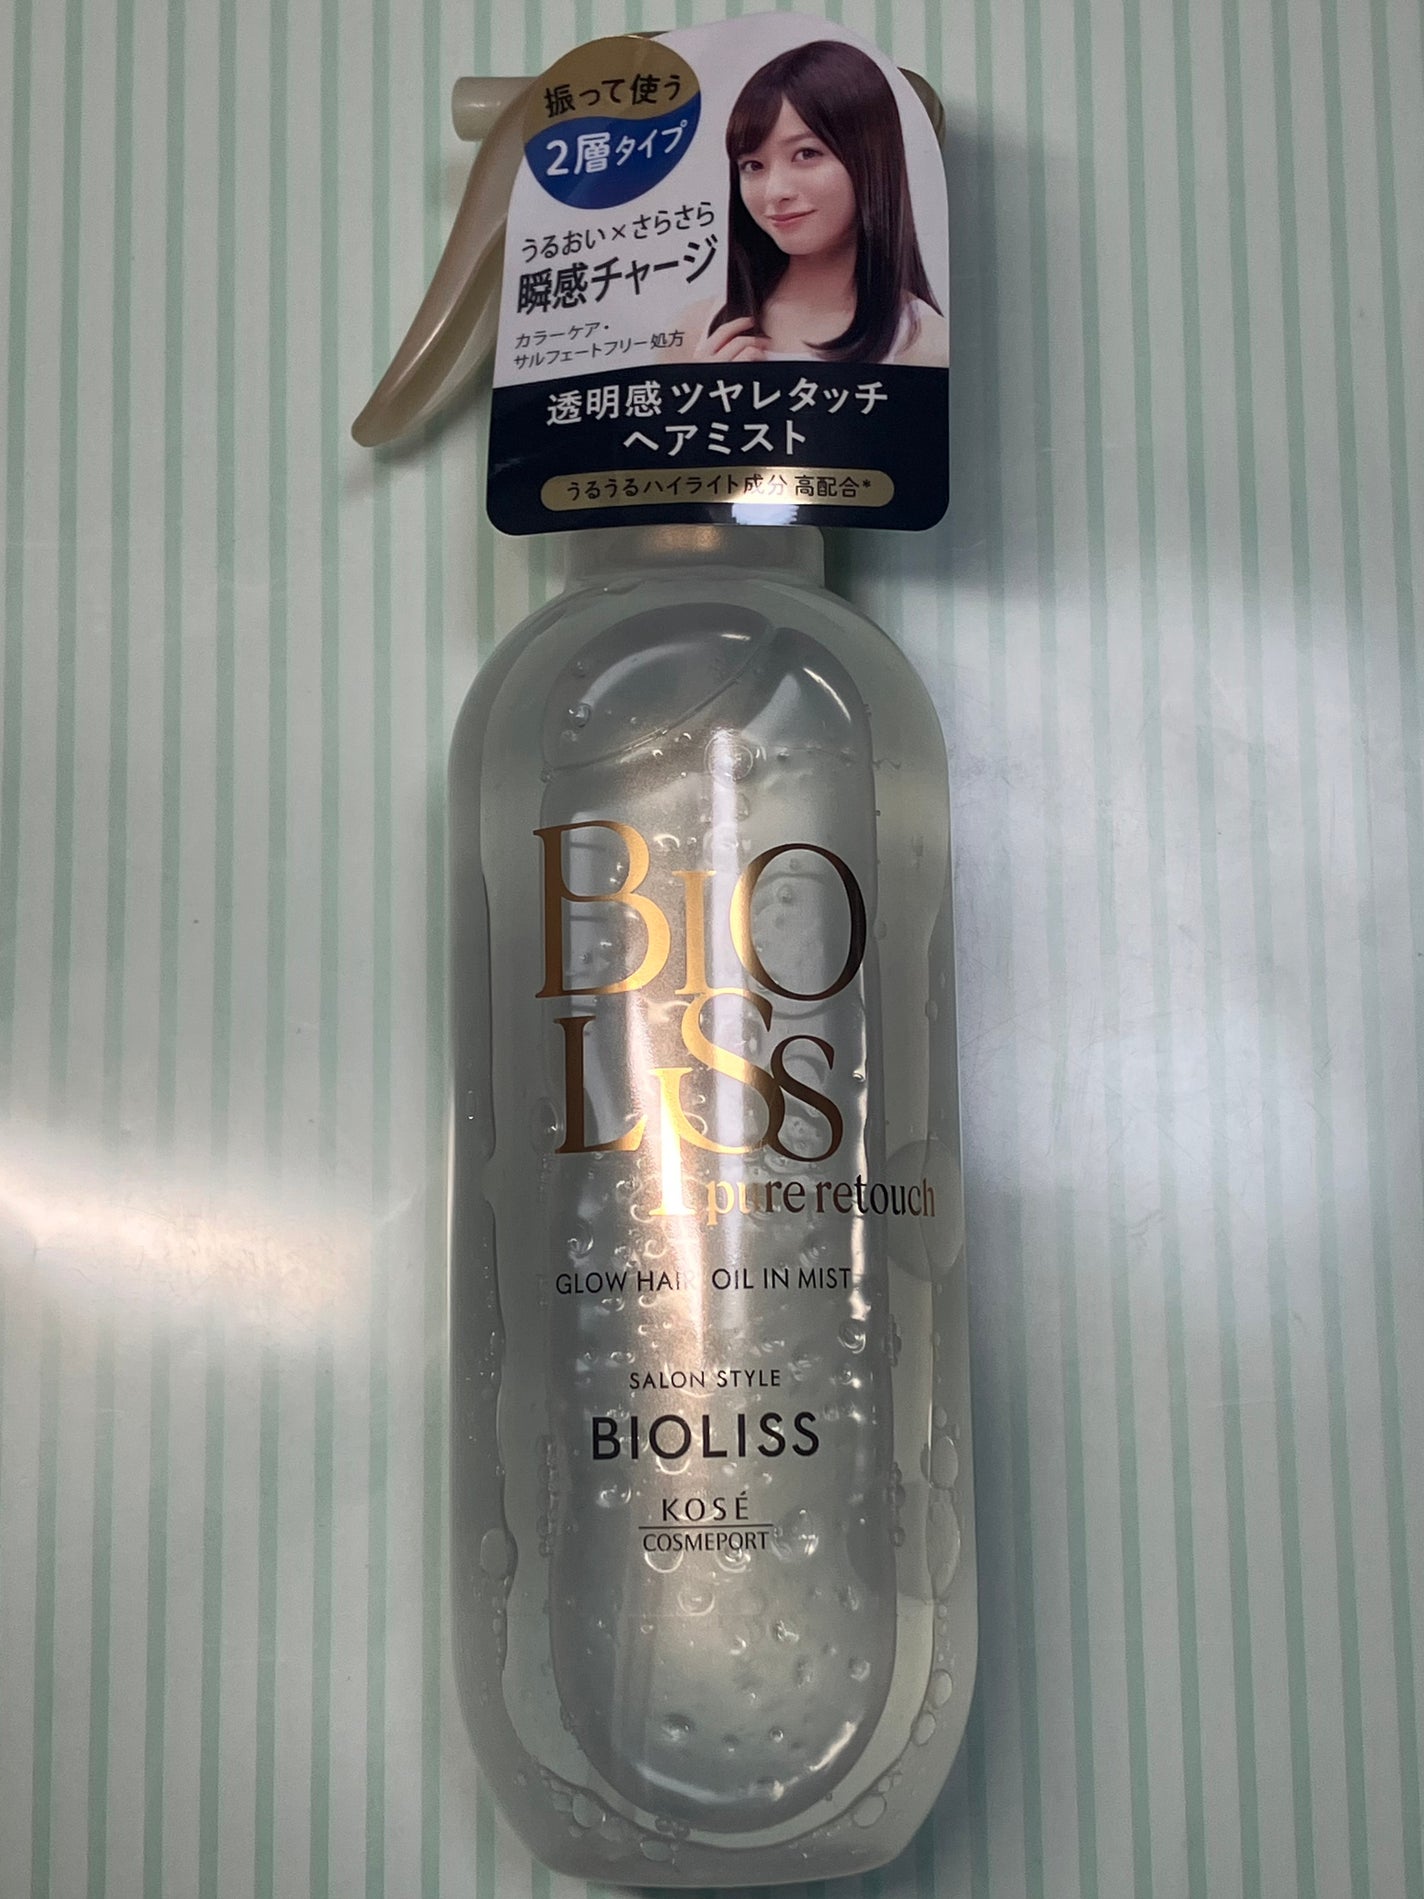 振って使う
2層タイプ
うるおい×さらさら
瞬感チャージ
カラーケア・
サルフェートフリー処方
透明感 ツヤレタッチ
ヘアミスト
うるうるハイライト成分 高配合*
BIO
LISS
pure retouch
GLOW HAIR OIL IN MIST
SALON STYLE
BIOLISS
KOSÉ
COSMEPORT